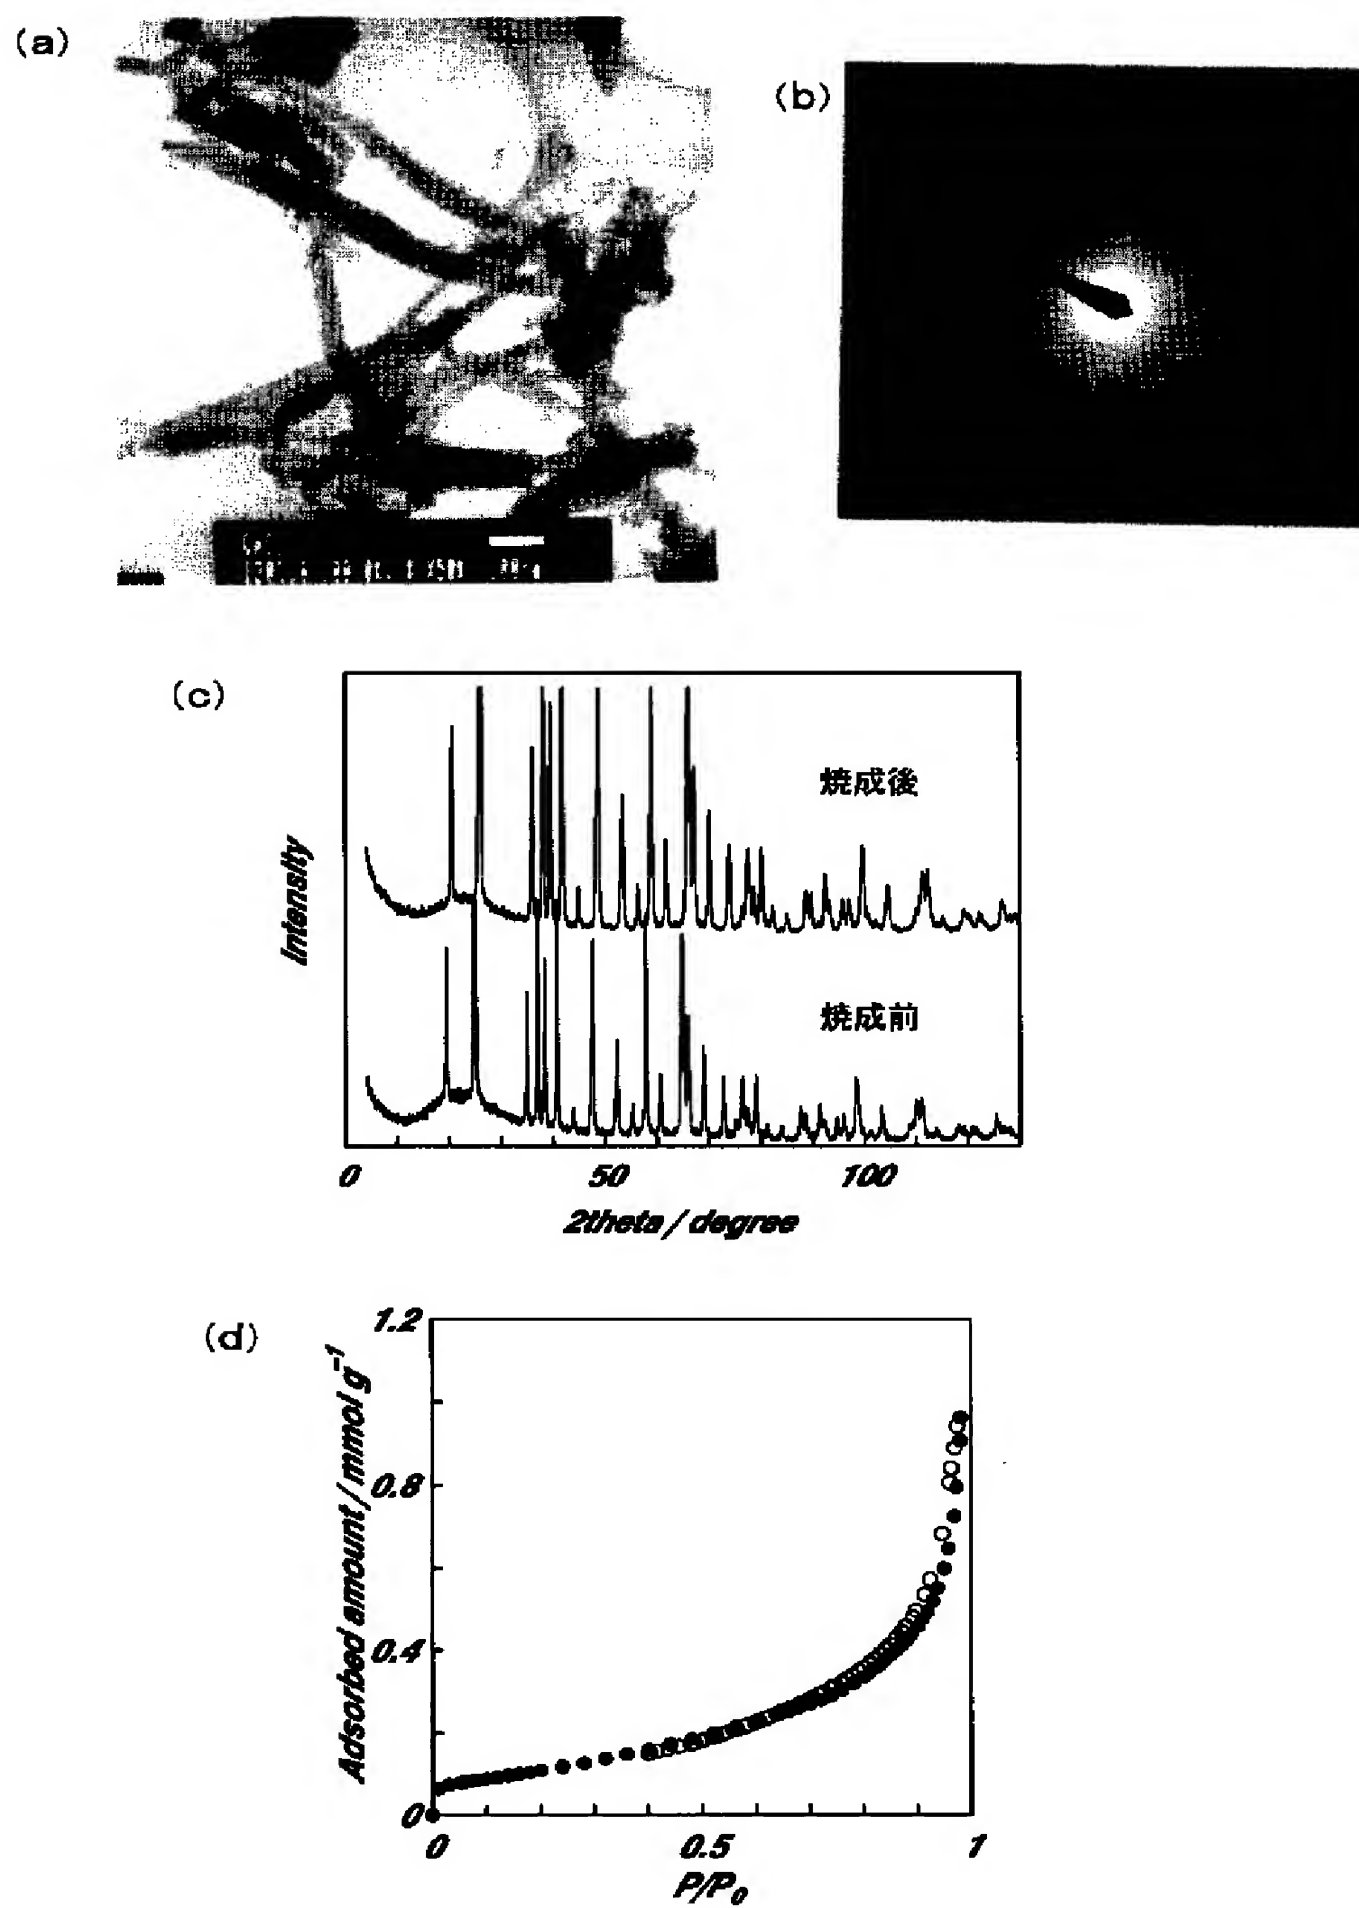 (a)
(b)
(c)
Intensity
焼成後
焼成前
0 50 100
2theta / degree
(d)
Adsorbed amount / mmol g⁻¹
1.2
0.8
0.4
0
0 0.5 1
P/P₀